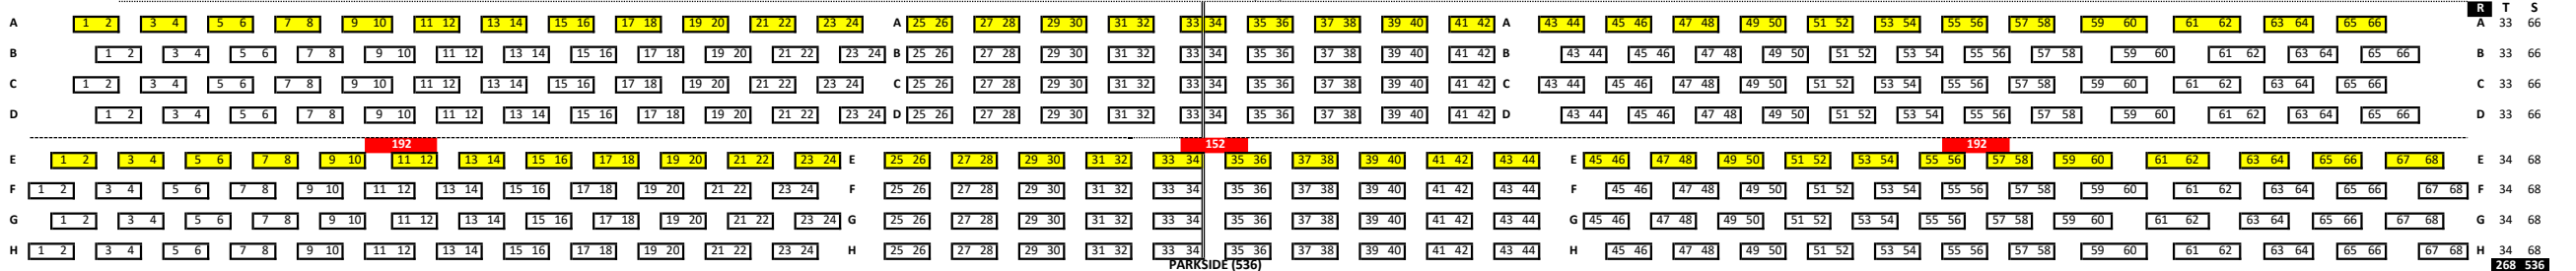 R T S
A 1 2 3 4 5 6 7 8 9 10 11 12 13 14 15 16 17 18 19 20 21 22 23 24 A 25 26 27 28 29 30 31 32 33 34 35 36 37 38 39 40 41 42 A 43 44 45 46 47 48 49 50 51 52 53 54 55 56 57 58 59 60 61 62 63 64 65 66 A 33 66
B 1 2 3 4 5 6 7 8 9 10 11 12 13 14 15 16 17 18 19 20 21 22 23 24 B 25 26 27 28 29 30 31 32 33 34 35 36 37 38 39 40 41 42 B 43 44 45 46 47 48 49 50 51 52 53 54 55 56 57 58 59 60 61 62 63 64 65 66 B 33 66
C 1 2 3 4 5 6 7 8 9 10 11 12 13 14 15 16 17 18 19 20 21 22 23 24 C 25 26 27 28 29 30 31 32 33 34 35 36 37 38 39 40 41 42 C 43 44 45 46 47 48 49 50 51 52 53 54 55 56 57 58 59 60 61 62 63 64 65 66 C 33 66
D 1 2 3 4 5 6 7 8 9 10 11 12 13 14 15 16 17 18 19 20 21 22 23 24 D 25 26 27 28 29 30 31 32 33 34 35 36 37 38 39 40 41 42 D 43 44 45 46 47 48 49 50 51 52 53 54 55 56 57 58 59 60 61 62 63 64 65 66 D 33 66
192 152 192
E 1 2 3 4 5 6 7 8 9 10 11 12 13 14 15 16 17 18 19 20 21 22 23 24 E 25 26 27 28 29 30 31 32 33 34 35 36 37 38 39 40 41 42 43 44 E 45 46 47 48 49 50 51 52 53 54 55 56 57 58 59 60 61 62 63 64 65 66 67 68 E 34 68
F 1 2 3 4 5 6 7 8 9 10 11 12 13 14 15 16 17 18 19 20 21 22 23 24 F 25 26 27 28 29 30 31 32 33 34 35 36 37 38 39 40 41 42 43 44 F 45 46 47 48 49 50 51 52 53 54 55 56 57 58 59 60 61 62 63 64 65 66 67 68 F 34 68
G 1 2 3 4 5 6 7 8 9 10 11 12 13 14 15 16 17 18 19 20 21 22 23 24 G 25 26 27 28 29 30 31 32 33 34 35 36 37 38 39 40 41 42 43 44 G 45 46 47 48 49 50 51 52 53 54 55 56 57 58 59 60 61 62 63 64 65 66 67 68 G 34 68
H 1 2 3 4 5 6 7 8 9 10 11 12 13 14 15 16 17 18 19 20 21 22 23 24 H 25 26 27 28 29 30 31 32 33 34 35 36 37 38 39 40 41 42 43 44 H 45 46 47 48 49 50 51 52 53 54 55 56 57 58 59 60 61 62 63 64 65 66 67 68 H 34 68
PARKSIDE (536) 268 536